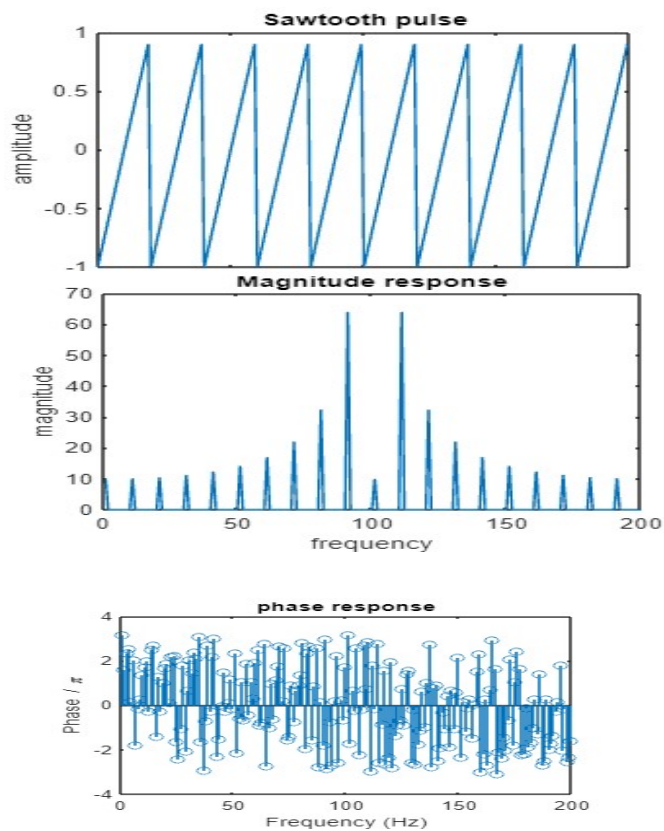 Sawtooth pulse
1
0.5
0
-0.5
-1
amplitude
Magnitude response
70
60
50
40
30
20
10
0
magnitude
0 50 100 150 200
frequency
phase response
4
2
0
-2
-4
Phase / π
0 50 100 150 200
Frequency (Hz)